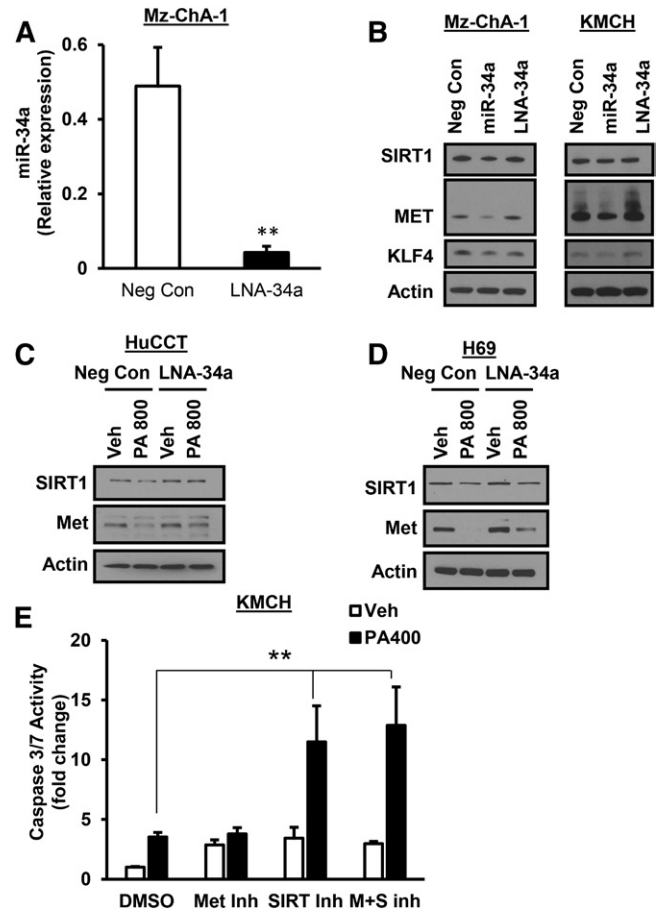 A
Mz-ChA-1
miR-34a
(Relative expression)
0.6
0.4
0.2
0
**
Neg Con LNA-34a
B
Mz-ChA-1 KMCH
Neg Con miR-34a LNA-34a Neg Con miR-34a LNA-34a
SIRT1
MET
KLF4
Actin
C
HuCCT
Neg Con LNA-34a
Veh PA 800 Veh PA 800
SIRT1
Met
Actin
D
H69
Neg Con LNA-34a
Veh PA 800 Veh PA 800
SIRT1
Met
Actin
E
KMCH
Veh
PA400
Caspase 3/7 Activity
(fold change)
20
15
10
5
0
**
DMSO Met Inh SIRT Inh M+S inh